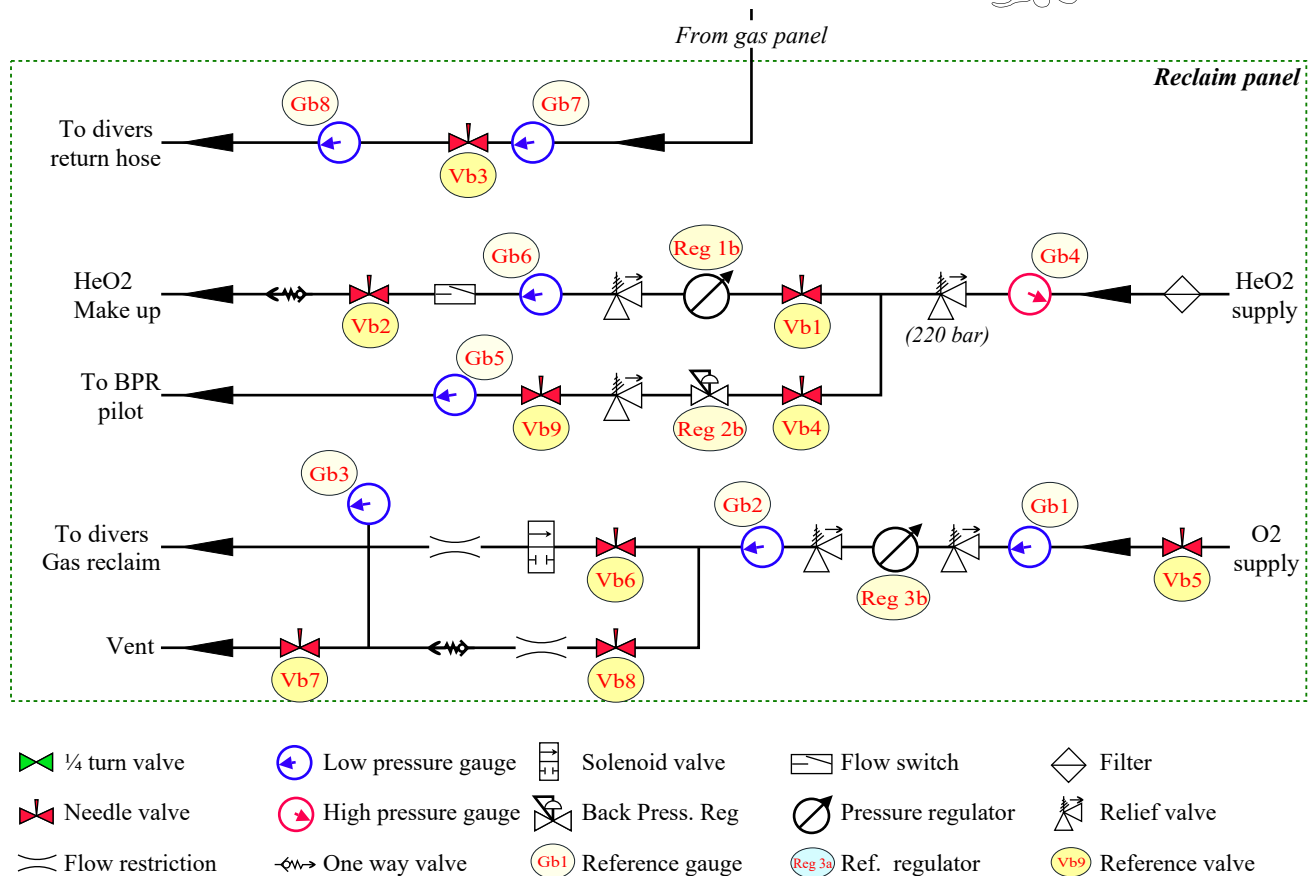 From gas panel
Reclaim panel
Gb8
Gb7
To divers
return hose
Vb3
Reg 1b
Gb6
Gb4
HeO2
Make up
HeO2
supply
Vb2
Vb1
(220 bar)
Gb5
To BPR
pilot
Vb9
Reg 2b
Vb4
Gb3
Gb2
Gb1
To divers
Gas reclaim
O2
supply
Vb6
Reg 3b
Vb5
Vent
Vb7
Vb8
¼ turn valve
Low pressure gauge
Solenoid valve
Flow switch
Filter
Needle valve
High pressure gauge
Back Press. Reg
Pressure regulator
Relief valve
Flow restriction
One way valve
Gb1
Reference gauge
Reg 3a
Ref. regulator
Vb9
Reference valve